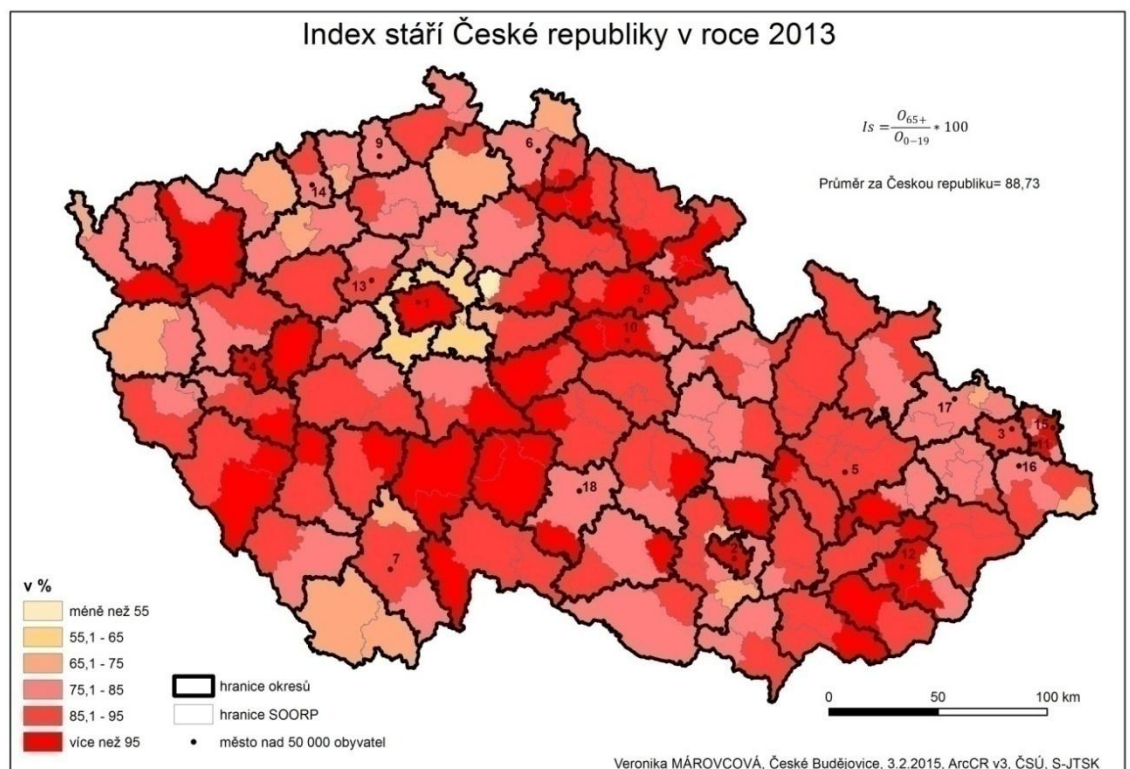 Index stáří České republiky v roce 2013
Is = O65+ / O0−19 * 100
Průměr za Českou republiku= 88,73
9
6
14
13
1
8
10
4
17
3
15
11
16
5
18
2
12
7
v %
méně než 55
55,1 - 65
65,1 - 75
75,1 - 85
85,1 - 95
více než 95
hranice okresů
hranice SOORP
město nad 50 000 obyvatel
0 50 100 km
Veronika MÁROVCOVÁ, České Budějovice, 3.2.2015, ArcCR v3, ČSÚ, S-JTSK